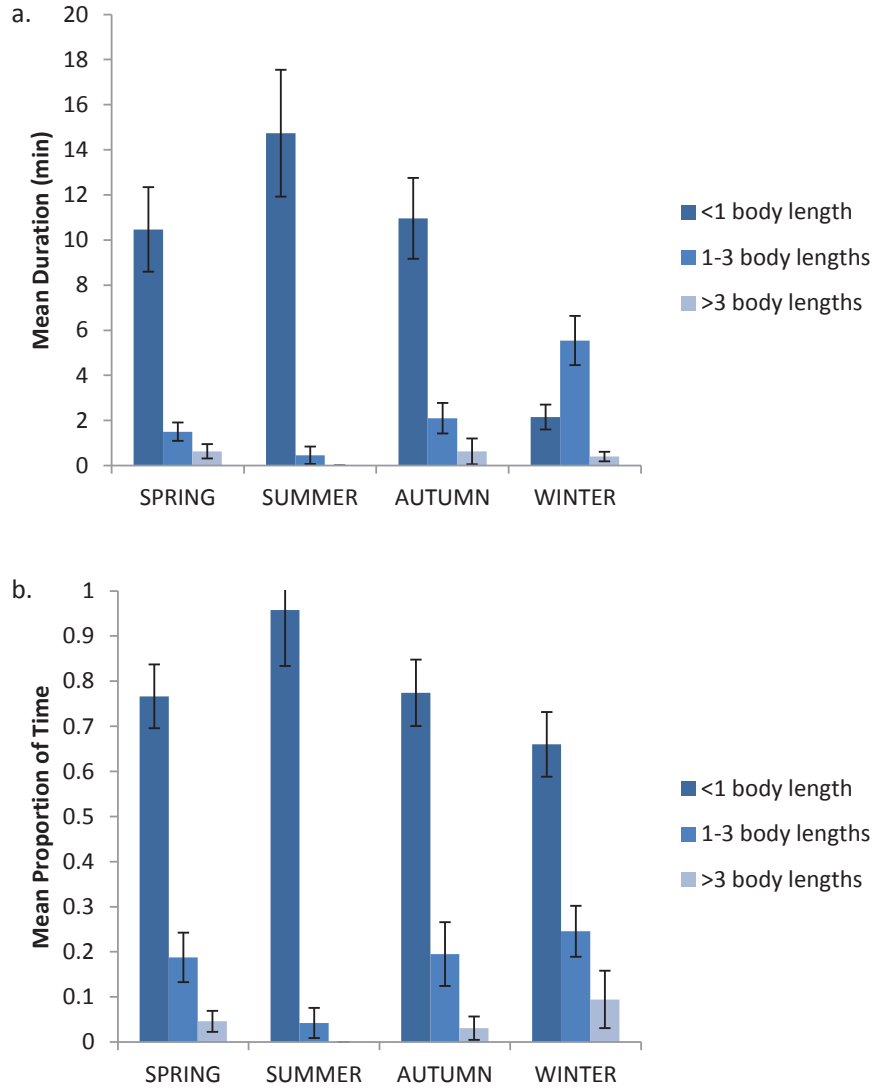 a.
Mean Duration (min)
20
18
16
14
12
10
8
6
4
2
0
SPRING SUMMER AUTUMN WINTER
<1 body length
1-3 body lengths
>3 body lengths
b.
Mean Proportion of Time
1
0.9
0.8
0.7
0.6
0.5
0.4
0.3
0.2
0.1
0
SPRING SUMMER AUTUMN WINTER
<1 body length
1-3 body lengths
>3 body lengths